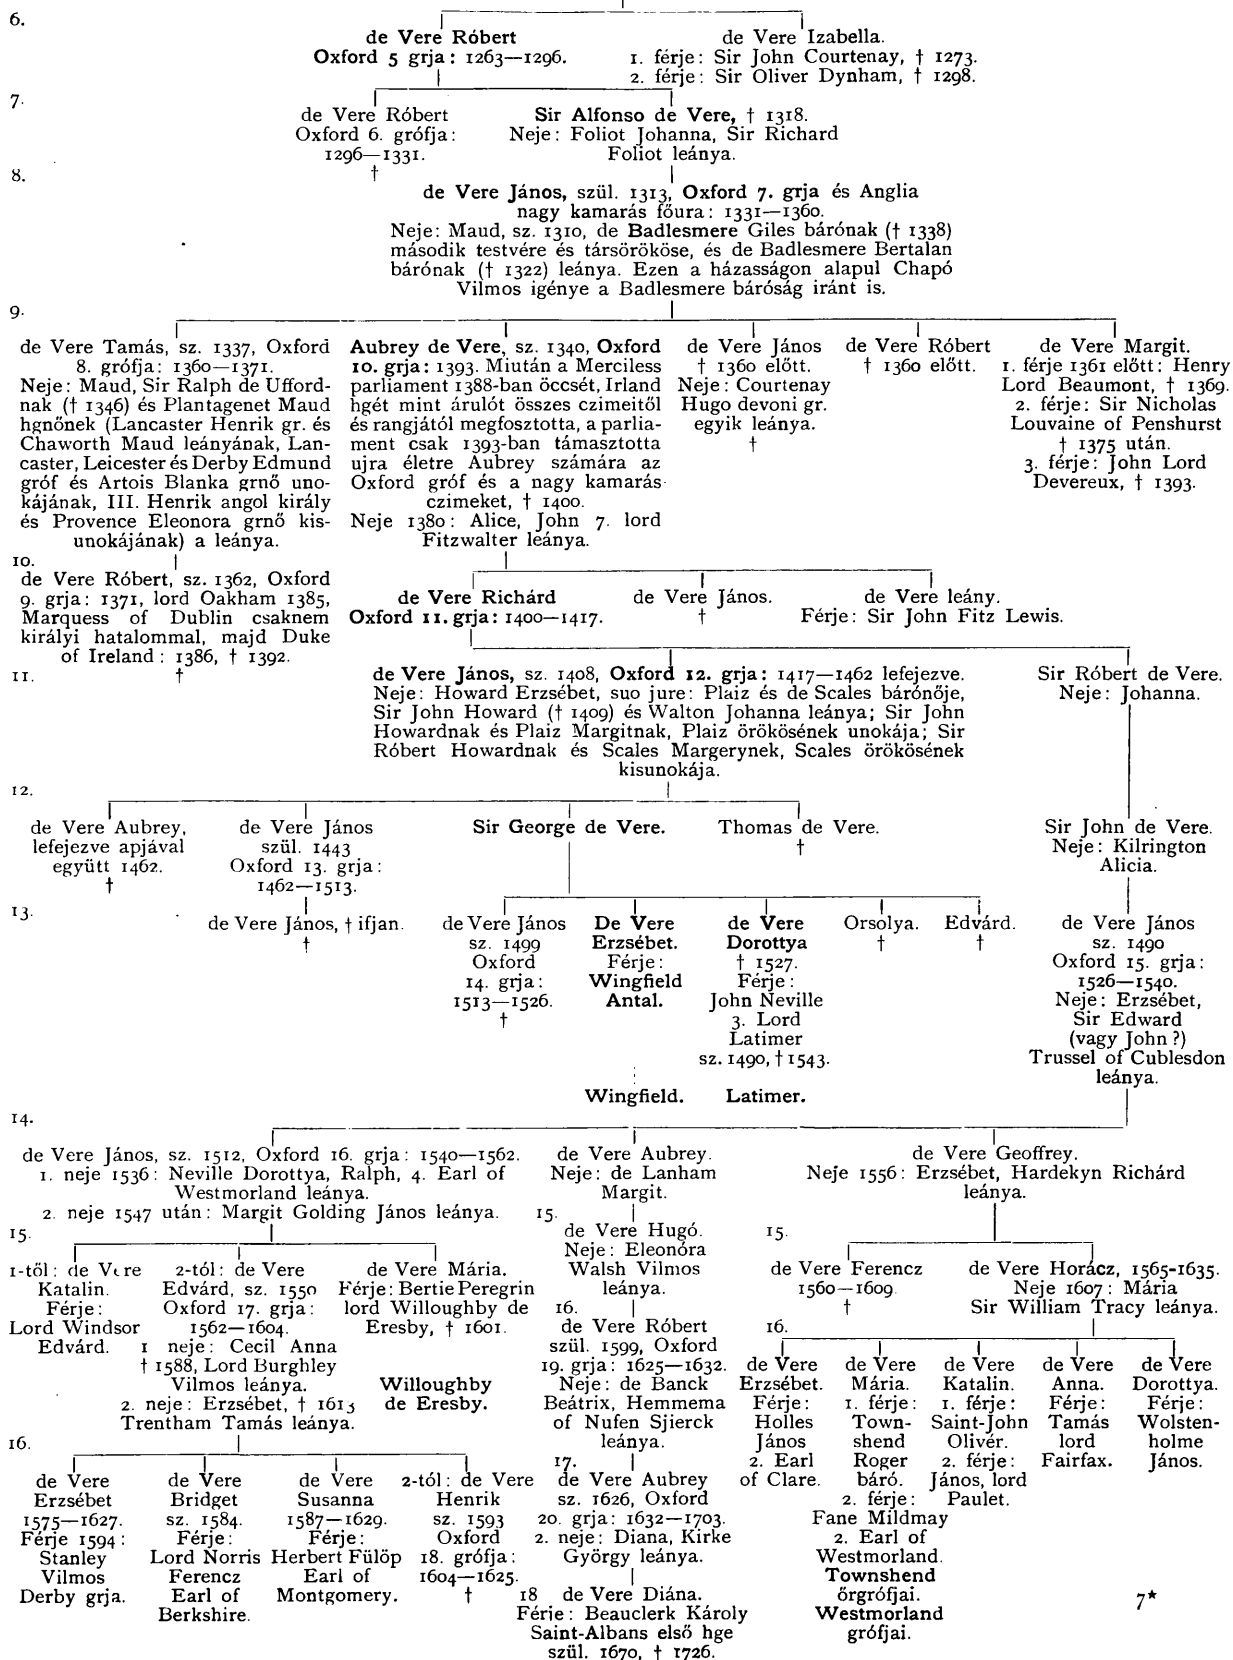 6.
de Vere Róbert
Oxford 5 grja: 1263—1296.
de Vere Izabella.
1. férje: Sir John Courtenay, † 1273.
2. férje: Sir Oliver Dynham, † 1298.
7.
de Vere Róbert
Oxford 6. grófja:
1296—1331.
†
Sir Alfonso de Vere, † 1318.
Neje: Foliot Johanna, Sir Richard
Foliot leánya.
8.
de Vere János, szül. 1313, Oxford 7. grja és Anglia
nagy kamarás főura: 1331—1360.
Neje: Maud, sz. 1310, de Badlesmere Giles bárónak († 1338)
második testvére és társörököse, és de Badlesmere Bertalan
bárónak († 1322) leánya. Ezen a házasságon alapul Chapó
Vilmos igénye a Badlesmere báróság iránt is.
9.
de Vere Tamás, sz. 1337, Oxford
8. grófja: 1360—1371.
Neje: Maud, Sir Ralph de Ufford-
nak († 1346) és Plantagenet Maud
hgnőnek (Lancaster Henrik gr. és
Chaworth Maud leányának, Lan-
caster, Leicester és Derby Edmund
gróf és Artois Blanka grnő uno-
kájának, III. Henrik angol király
és Provence Eleonora grnő kis-
unokájának) a leánya.
Aubrey de Vere, sz. 1340, Oxford
10. grja: 1393. Miután a Merciless
parliament 1388-ban öccsét, Irland
hgét mint árulót összes czimeitől
és rangjától megfosztotta, a parlia-
ment csak 1393-ban támasztotta
ujra életre Aubrey számára az
Oxford gróf és a nagy kamarás
czimeket, † 1400.
Neje 1380: Alice, John 7. lord
Fitzwalter leánya.
de Vere János
† 1360 előtt.
Neje: Courtenay
Hugo devoni gr.
egyik leánya.
†
de Vere Róbert
† 1360 előtt.
de Vere Margit.
1. férje 1361 előtt: Henry
Lord Beaumont, † 1369.
2. férje: Sir Nicholas
Louvaine of Penshurst
† 1375 után.
3. férje: John Lord
Devereux, † 1393.
10.
de Vere Róbert, sz. 1362, Oxford
9. grja: 1371, lord Oakham 1385,
Marquess of Dublin csaknem
királyi hatalommal, majd Duke
of Ireland: 1386, † 1392.
†
de Vere Richárd
Oxford 11. grja: 1400—1417.
de Vere János.
†
de Vere leány.
Férje: Sir John Fitz Lewis.
11.
de Vere János, sz. 1408, Oxford 12. grja: 1417—1462 lefejezve.
Neje: Howard Erzsébet, suo jure: Plaiz és de Scales bárónője,
Sir John Howard († 1409) és Walton Johanna leánya; Sir John
Howardnak és Plaiz Margitnak, Plaiz örökösének unokája; Sir
Róbert Howardnak és Scales Margerynek, Scales örökösének
kisunokája.
Sir Róbert de Vere.
Neje: Johanna.
12.
de Vere Aubrey,
lefejezve apjával
együtt 1462.
†
de Vere János
szül. 1443
Oxford 13. grja:
1462—1513.
Sir George de Vere.
Thomas de Vere.
†
Sir John de Vere.
Neje: Kilrington
Alicia.
13.
de Vere János, † ifjan.
†
de Vere János
sz. 1499
Oxford
14. grja:
1513—1526.
†
De Vere
Erzsébet.
Férje:
Wingfield
Antal.
de Vere
Dorottya
† 1527.
Férje:
John Neville
3. Lord
Latimer
sz. 1490, † 1543.
Orsolya.
†
Edvárd.
†
de Vere János
sz. 1490
Oxford 15. grja:
1526—1540.
Neje: Erzsébet,
Sir Edward
(vagy John?)
Trussel of Cublesdon
leánya.
Wingfield.
Latimer.
14.
de Vere János, sz. 1512, Oxford 16. grja: 1540—1562.
1. neje 1536: Neville Dorottya, Ralph, 4. Earl of
Westmorland leánya.
2. neje 1547 után: Margit Golding János leánya.
de Vere Aubrey.
Neje: de Lanham
Margit.
de Vere Geoffrey.
Neje 1556: Erzsébet, Hardekyn Richárd
leánya.
15.
1-től: de Vere
Katalin.
Férje:
Lord Windsor
Edvárd.
2-tól: de Vere
Edvárd, sz. 1550
Oxford 17. grja:
1562—1604.
1 neje: Cecil Anna
† 1588, Lord Burghley
Vilmos leánya.
2. neje: Erzsébet, † 1613
Trentham Tamás leánya.
de Vere Mária.
Férje: Bertie Peregrin
lord Willoughby de
Eresby, † 1601.
Willoughby
de Eresby.
15.
de Vere Hugó.
Neje: Eleonóra
Walsh Vilmos
leánya.
16.
de Vere Róbert
szül. 1599, Oxford
19. grja: 1625—1632.
Neje: de Banck
Beátrix, Hemmema
of Nufen Sjierck
leánya.
15.
de Vere Ferencz
1560—1609.
†
de Vere Horácz, 1565-1635.
Neje 1607: Mária
Sir William Tracy leánya.
16.
de Vere
Erzsébet.
Férje:
Holles
János
2. Earl
of Clare.
de Vere
Mária.
1. férje:
Town-
shend
Roger
báró.
2. férje:
Fane Mildmay
2. Earl of
Westmorland.
Townshend
őrgrófjai.
Westmorland
grófjai.
de Vere
Katalin.
1. férje:
Saint-John
Olivér.
2. férje:
János, lord
Paulet.
de Vere
Anna.
Férje:
Tamás
lord
Fairfax.
de Vere
Dorottya.
Férje:
Wolsten-
holme
János.
16.
de Vere
Erzsébet
1575—1627.
Férje 1594:
Stanley
Vilmos
Derby grja.
de Vere
Bridget
sz. 1584.
Férje:
Lord Norris
Ferencz
Earl of
Berkshire.
de Vere
Susanna
1587—1629.
Férje:
Herbert Fülöp
Earl of
Montgomery.
2-tól: de Vere
Henrik
sz. 1593
Oxford
18. grófja:
1604—1625.
†
17.
de Vere Aubrey
sz. 1626, Oxford
20. grja: 1632—1703.
2. neje: Diana, Kirke
György leánya.
18
de Vere Diána.
Férje: Beauclerk Károly
Saint-Albans első hge
szül. 1670, † 1726.
7*